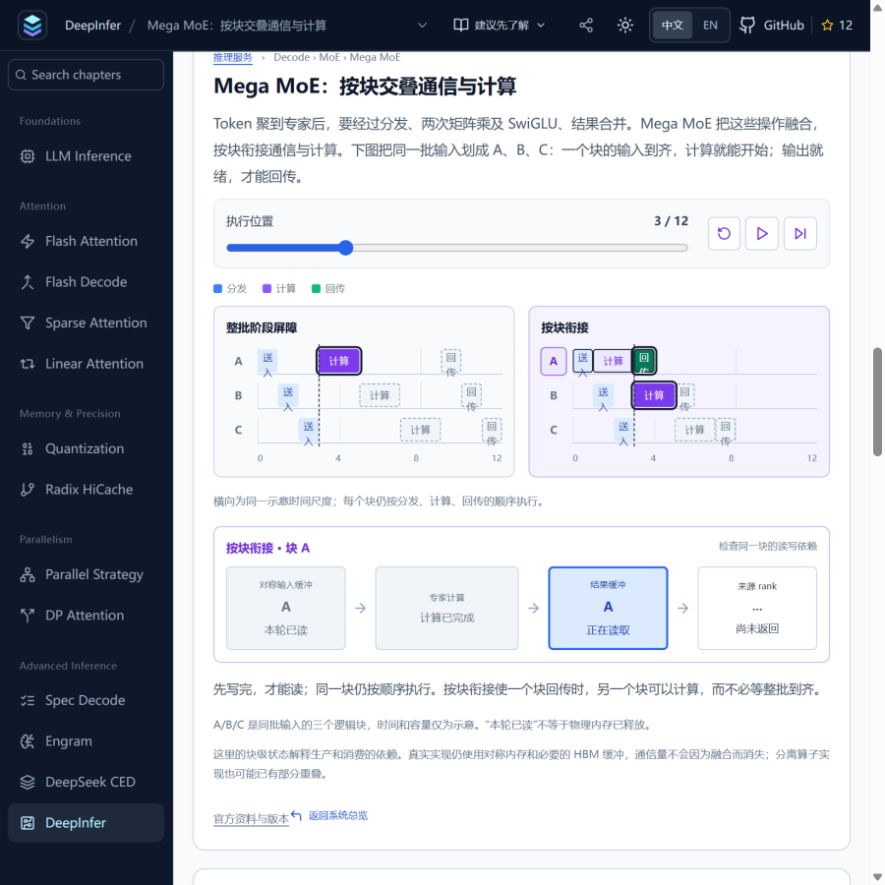 DeepInfer / Mega MoE：按块交叠通信与计算 建议先了解 中文 EN GitHub 12
Search chapters
Foundations
LLM Inference
Attention
Flash Attention
Flash Decode
Sparse Attention
Linear Attention
Memory & Precision
Quantization
Radix HiCache
Parallelism
Parallel Strategy
DP Attention
Advanced Inference
Spec Decode
Engram
DeepSeek CED
DeepInfer
推理服务 › Decode › MoE › Mega MoE
Mega MoE：按块交叠通信与计算
Token 聚到专家后，要经过分发、两次矩阵乘及 SwiGLU、结果合并。Mega MoE 把这些操作融合，
按块衔接通信与计算。下图把同一批输入划成 A、B、C：一个块的输入到齐，计算就能开始；输出就
绪，才能回传。
执行位置 3 / 12
分发 计算 回传
整批阶段屏障
A 送入 计算 回传
B 送入 计算 回传
C 送入 计算 回传
0 4 8 12
按块衔接
A 送入 计算 回传
B 送入 计算 回传
C 送入 计算 回传
0 4 8 12
横向为同一示意时间尺度；每个块仍按分发、计算、回传的顺序执行。
按块衔接 · 块 A 检查同一块的读写依赖
对称输入缓冲
A
本轮已读
→
专家计算
计算已完成
→
结果缓冲
A
正在读取
→
来源 rank
...
尚未返回
先写完，才能读；同一块仍按顺序执行。按块衔接使一个块回传时，另一个块可以计算，而不必等整批到齐。
A/B/C 是同批输入的三个逻辑块，时间和容量仅为示意。“本轮已读”不等于物理内存已释放。
这里的块级状态解释生产和消费的依赖。真实实现仍使用对称内存和必要的 HBM 缓冲，通信量不会因为融合而消失；分离算子实
现也可能已有部分重叠。
官方资料与版本 返回系统总览